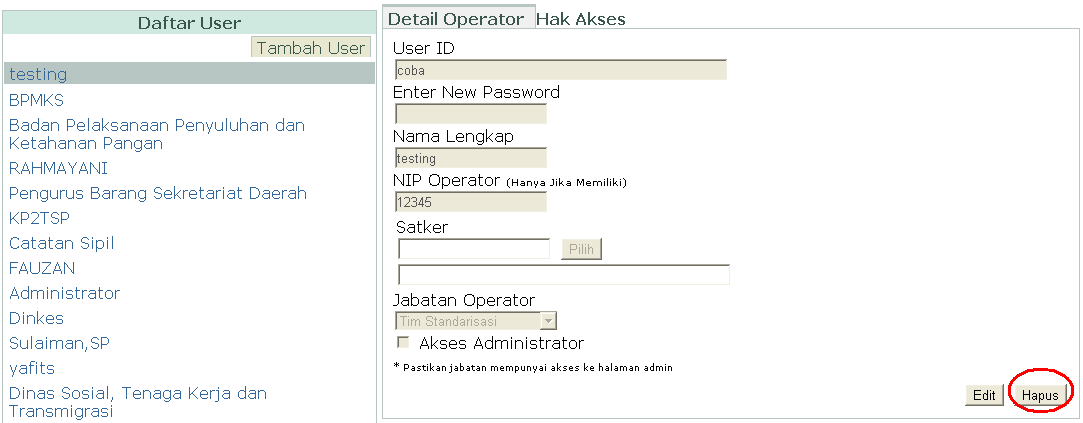 Daftar User
Tambah User
testing
BPMKS
Badan Pelaksanaan Penyuluhan dan
Ketahanan Pangan
RAHMAYANI
Pengurus Barang Sekretariat Daerah
KP2TSP
Catatan Sipil
FAUZAN
Administrator
Dinkes
Sulaiman,SP
yafits
Dinas Sosial, Tenaga Kerja dan
Transmigrasi
Detail Operator Hak Akses
User ID
coba
Enter New Password
Nama Lengkap
testing
NIP Operator (Hanya Jika Memiliki)
12345
Satker
Pilih
Jabatan Operator
Tim Standarisasi
Akses Administrator
* Pastikan jabatan mempunyai akses ke halaman admin
Edit Hapus